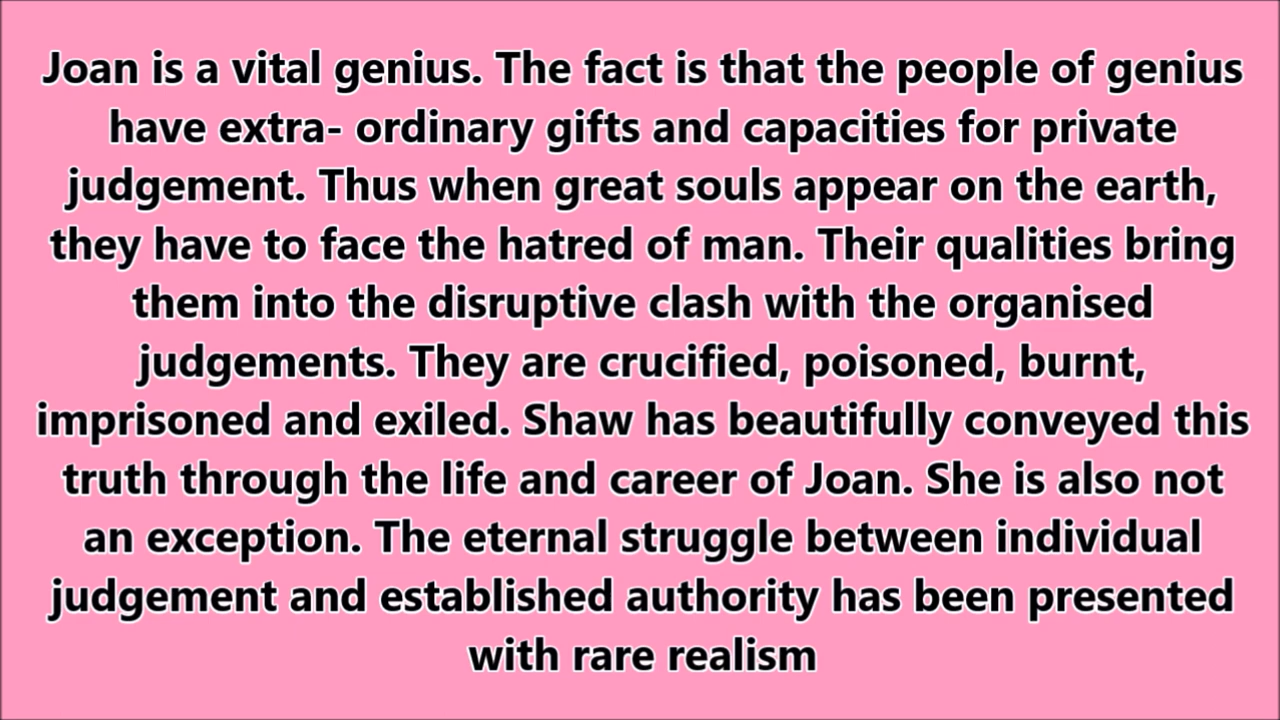 Joan is a vital genius. The fact is that the people of genius
have extra- ordinary gifts and capacities for private
judgement. Thus when great souls appear on the earth,
they have to face the hatred of man. Their qualities bring
them into the disruptive clash with the organised
judgements. They are crucified, poisoned, burnt,
imprisoned and exiled. Shaw has beautifully conveyed this
truth through the life and career of Joan. She is also not
an exception. The eternal struggle between individual
judgement and established authority has been presented
with rare realism